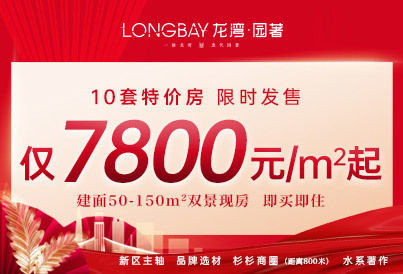 LONGBAY 龙湾·园著
10套特价房 限时发售
仅7800元/m²起
建面50-150m²双景现房 即买即住
新区主轴 品牌选材 杉杉商圈（距离800米） 水系著作